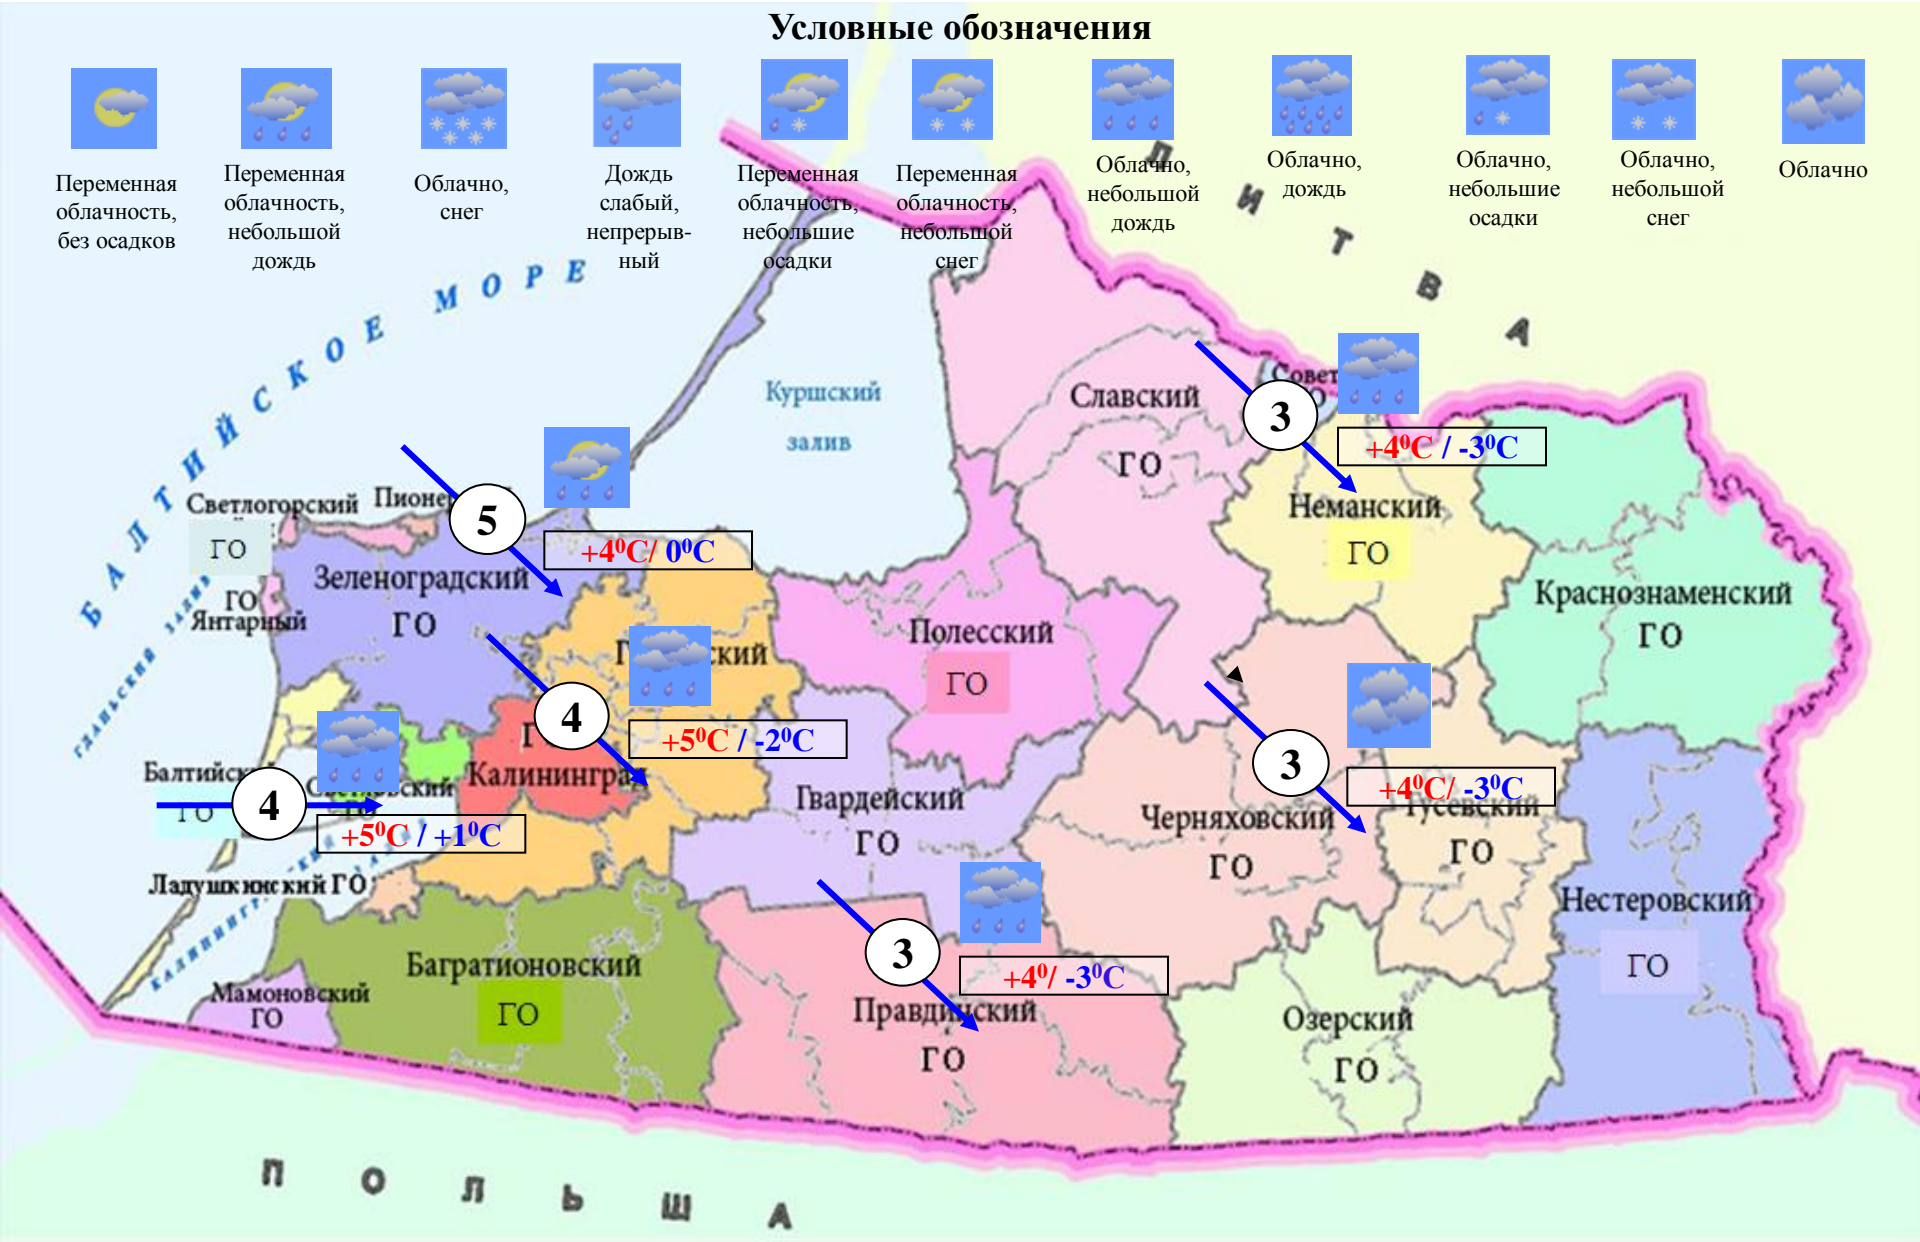 Условные обозначения
Переменная
облачность,
без осадков
Переменная
облачность,
небольшой
дождь
Облачно,
снег
Дождь
слабый,
непрерыв-
ный
Переменная
облачность,
небольшие
осадки
Переменная
облачность,
небольшой
снег
Облачно,
небольшой
дождь
Облачно,
дождь
Облачно,
небольшие
осадки
Облачно,
небольшой
снег
Облачно
ЛИТВА
БАЛТИЙСКОЕ МОРЕ
Куршский
залив
Славский
ГО
3
+4⁰С / -3⁰С
Неманский
ГО
Светлогорский
ГО
5
+4⁰С/ 0⁰С
Зеленоградский
ГО
ГО
Янтарный
ГДАНЬСКИЙ ЗАЛИВ
Краснознаменский
ГО
Полесский
ГО
4
+5⁰С / -2⁰С
Калининград
Балтийский
ГО
4
+5⁰С / +1⁰С
3
+4⁰С/ -3⁰С
Гвардейский
ГО
Черняховский
ГО
Гусевский
ГО
Ладушкинский ГО
Нестеровский
ГО
3
+4⁰/ -3⁰С
Багратионовский
ГО
Мамоновский
ГО
Правдинский
ГО
Озерский
ГО
ПОЛЬША